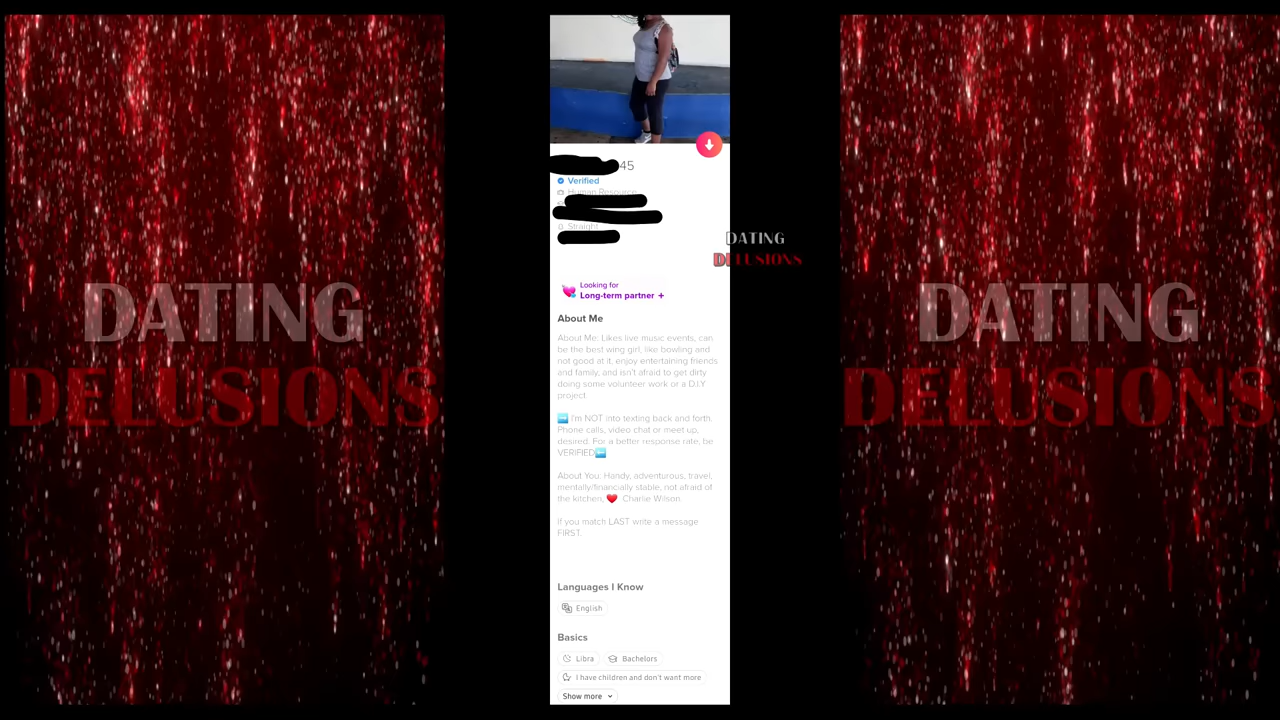 DATING
DELUSIONS
45
Verified
Human Resource
Straight
DATING
DELUSIONS
Looking for
Long-term partner
About Me
About Me: Likes live music events, can
be the best wing girl, like bowling and
not good at it, enjoy entertaining friends
and family, and isn't afraid to get dirty
doing some volunteer work or a D.I.Y
project.
I'm NOT into texting back and forth.
Phone calls, video chat or meet up,
desired. For a better response rate, be
VERIFIED
About You: Handy, adventurous, travel,
mentally/financially stable, not afraid of
the kitchen, ❤️ Charlie Wilson.
If you match LAST write a message
FIRST.
Languages I Know
English
Basics
Libra
Bachelors
I have children and don't want more
Show more
DATING
DELUSIONS